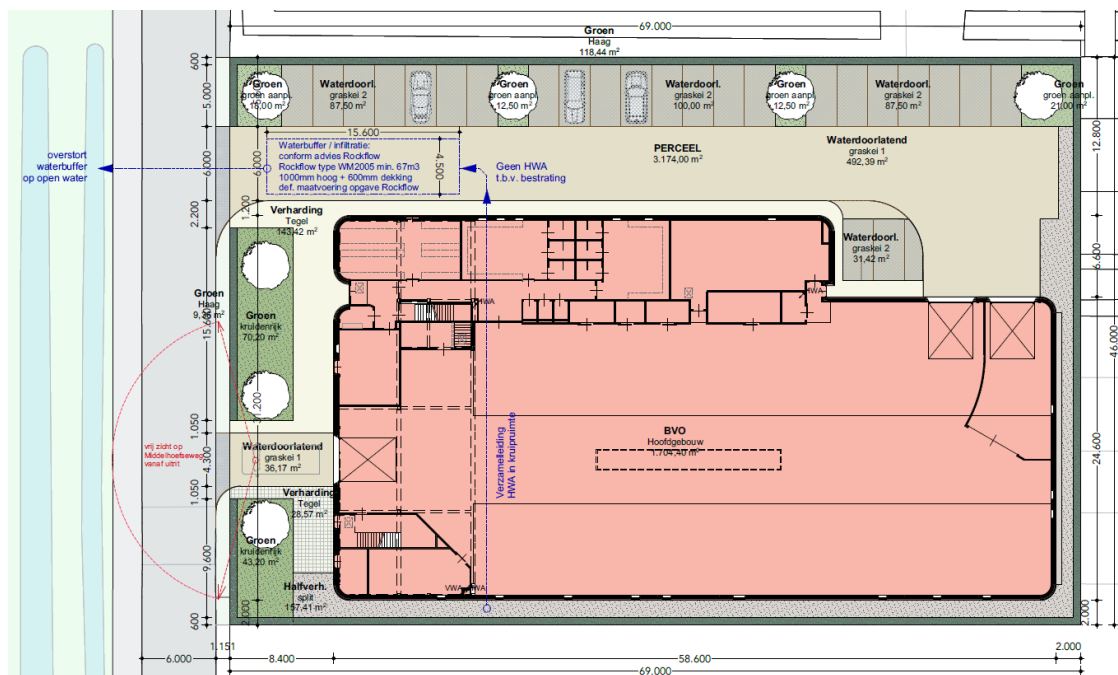 69.000
Groen
Haag
118,44 m²
600
5.000
Groen
groen aanpl.
Waterdoorl.
graskei 2
87,50 m²
Groen
groen aanpl.
12,50 m²
Waterdoorl.
graskei 2
100,00 m²
Groen
groen aanpl.
12,50 m²
Waterdoorl.
graskei 2
87,50 m²
Groen
groen aanpl.
21,00 m²
12.800
15.600
overstort
waterbuffer
op open water
6.000
6.000
Waterbuffer / infiltratie:
conform advies Rockflow
Rockflow type WM2005 min. 67m3
1000mm hoog + 600mm dekking
def. maatvoering opgave Rockflow
4.500
Geen HWA
t.b.v. bestrating
PERCEEL
3.174,00 m²
Waterdoorlatend
graskei 1
492,39 m²
2.200
1.200
Verharding
Tegel
143,42 m²
Waterdoorl.
graskei 2
31,42 m²
6.600
HWA
HWA
Groen
Haag
Groen
kruidenrijk
70,20 m²
46.000
vrij zicht op
Middelhoefseweg
vanaf uitrit
1.050
4.300
1.050
Waterdoorlatend
graskei 1
36,17 m²
BVO
Hoofdgebouw
1.704,40 m²
Verzamelleiding
HWA in kruipruimte
24.600
Verharding
Tegel
28,57 m²
Groen
kruidenrijk
43,20 m²
9.600
Halfverh.
split
157,41 m²
2.000
600
2.000
1.151
6.000
8.400
58.600
2.000
69.000